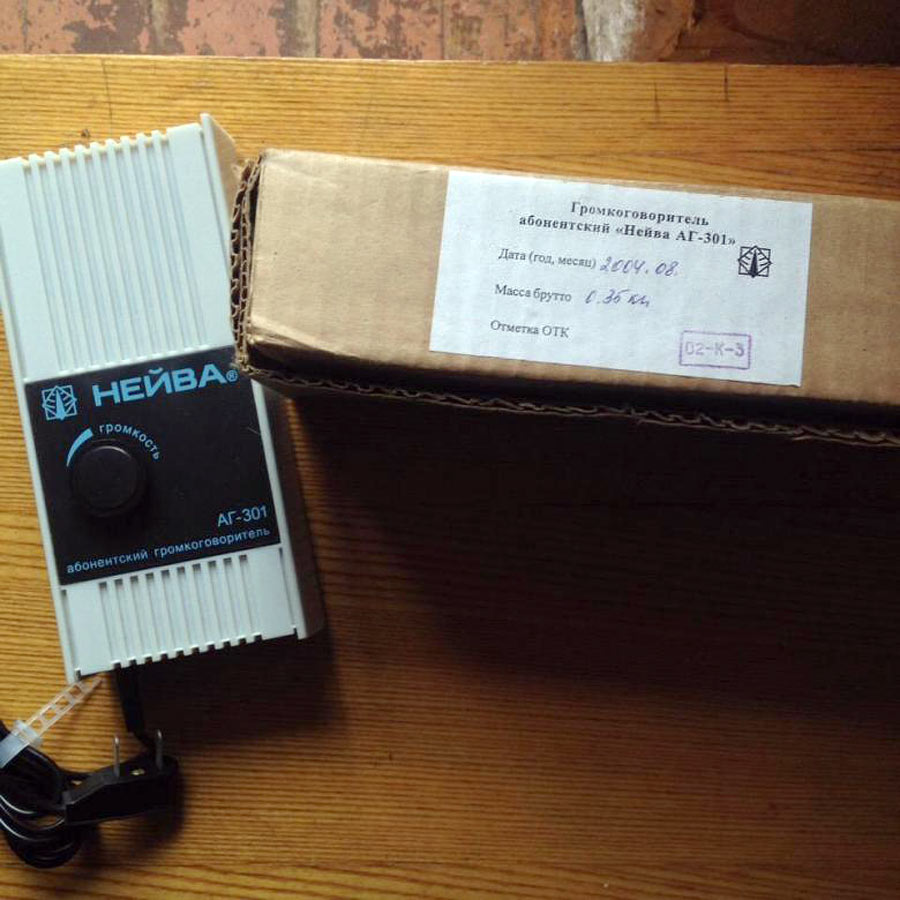 Громкоговоритель
абонентский «Нейва АГ-301»
Дата (год, месяц) 2004.08.
Масса брутто 0.35 кг
Отметка ОТК
02-К-3
НЕЙВА®
громкость
АГ-301
абонентский громкоговоритель